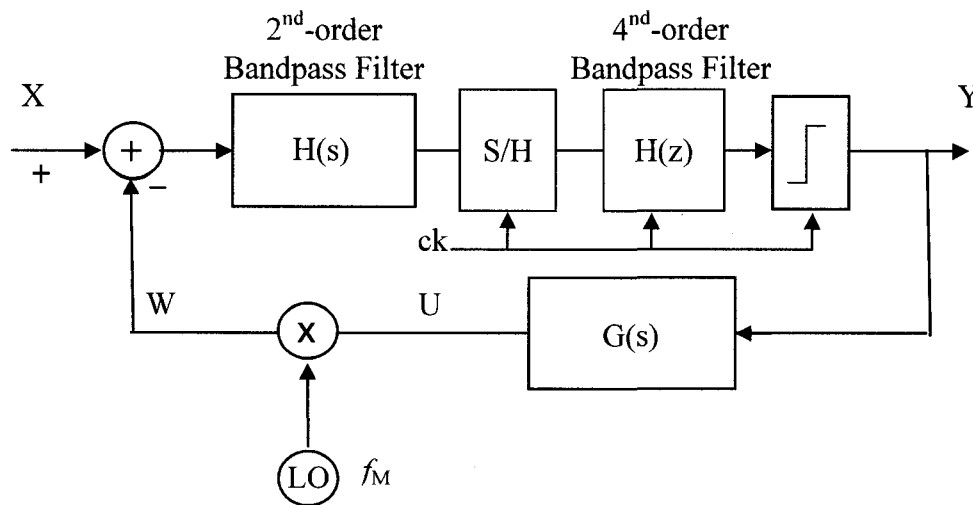 2nd-order
Bandpass Filter
4nd-order
Bandpass Filter
X
Y
+
H(s)
S/H
H(z)
+
−
ck
W
X
U
G(s)
LO
fM